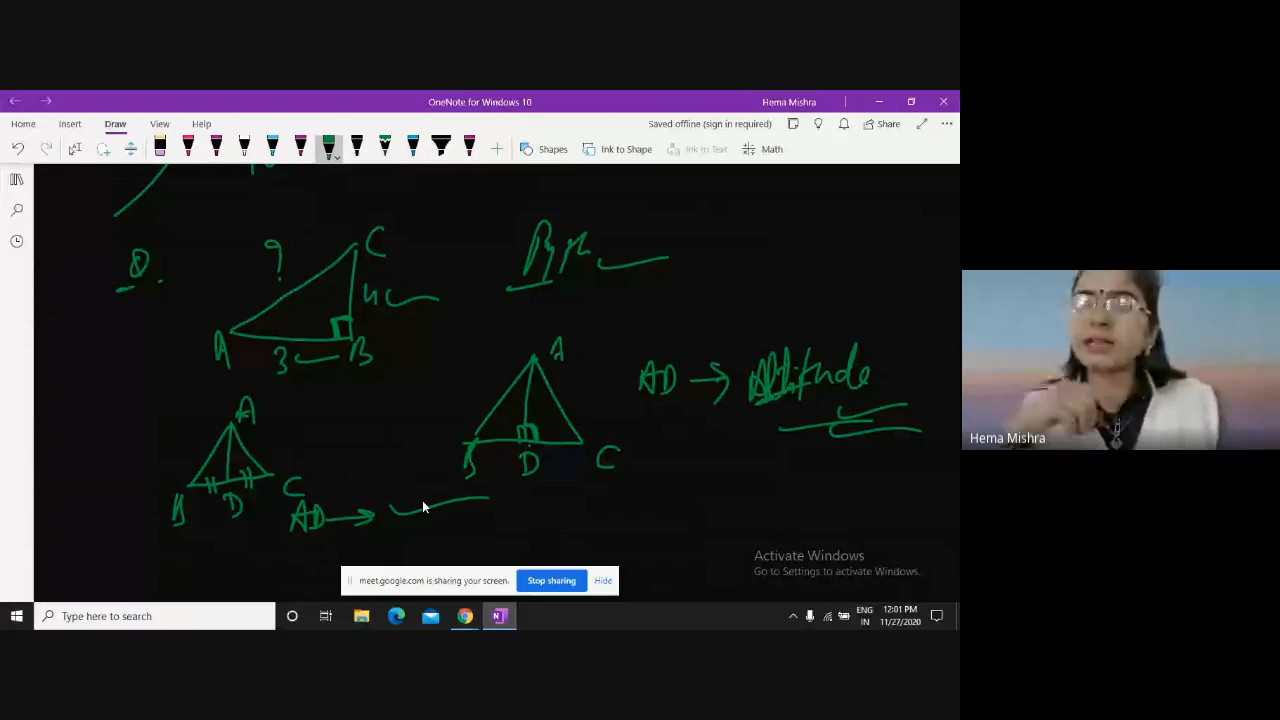 OneNote for Windows 10
Hema Mishra
Home Insert Draw View Help
Saved offline (sign in required)
Share
Shapes
Ink to Shape
Ink to Text
Math
Q.
?
C
4
A
3
B
Pyth
A
B
D
C
AD → Altitude
A
B
D
C
AD →
Hema Mishra
Activate Windows
Go to Settings to activate Windows.
meet.google.com is sharing your screen.
Stop sharing
Hide
Type here to search
ENG
IN
12:01 PM
11/27/2020